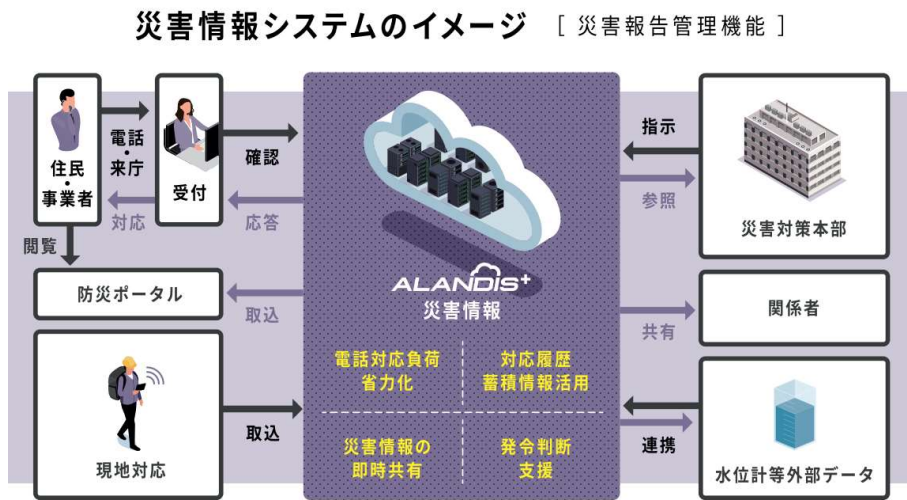 災害情報システムのイメージ [ 災害報告管理機能 ]
住民
・
事業者
電話
・
来庁
対応
受付
確認
応答
閲覧
防災ポータル
取込
現地対応
取込
ALANDIS+
災害情報
電話対応負荷
省力化
対応履歴
蓄積情報活用
災害情報の
即時共有
発令判断
支援
指示
参照
災害対策本部
共有
関係者
連携
水位計等外部データ